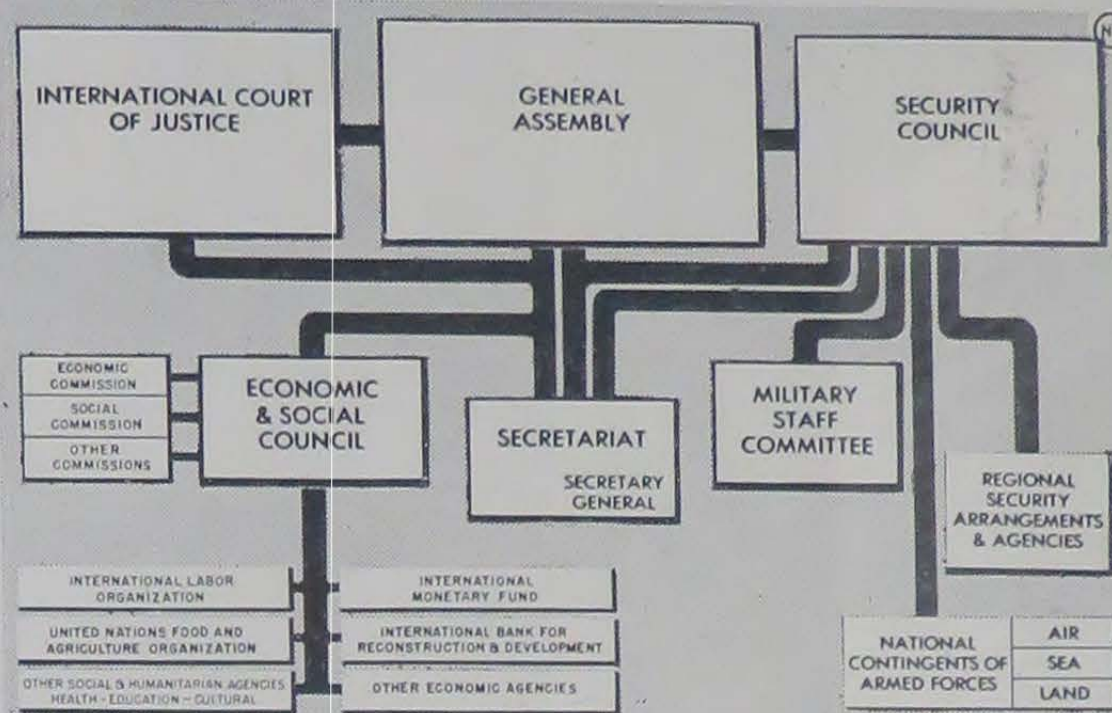 INTERNATIONAL COURT
OF JUSTICE
GENERAL
ASSEMBLY
SECURITY
COUNCIL
ECONOMIC
COMMISSION
SOCIAL
COMMISSION
OTHER
COMMISSIONS
ECONOMIC
& SOCIAL
COUNCIL
SECRETARIAT
SECRETARY
GENERAL
MILITARY
STAFF
COMMITTEE
REGIONAL
SECURITY
ARRANGEMENTS
& AGENCIES
INTERNATIONAL LABOR
ORGANIZATION
INTERNATIONAL
MONETARY FUND
UNITED NATIONS FOOD AND
AGRICULTURE ORGANIZATION
INTERNATIONAL BANK FOR
RECONSTRUCTION & DEVELOPMENT
OTHER SOCIAL & HUMANITARIAN AGENCIES
HEALTH - EDUCATION - CULTURAL
OTHER ECONOMIC AGENCIES
NATIONAL
CONTINGENTS OF
ARMED FORCES
AIR
SEA
LAND